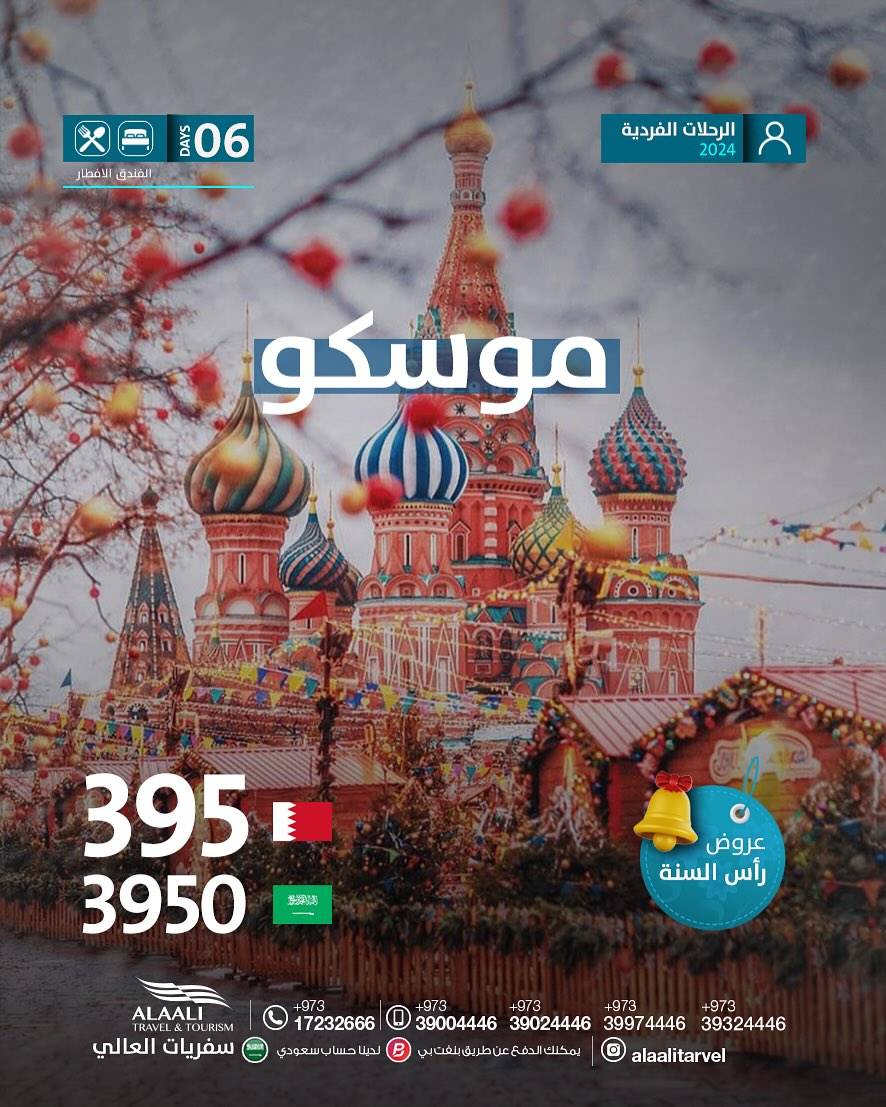 الرحلات الفردية
2024
06 DAYS
الفندق الافطار
موسكو
395
3950
عروض
رأس السنة
ALAALI
TRAVEL & TOURISM
سفريات العالي
+973
17232666
+973
39004446
+973
39024446
+973
39974446
+973
39324446
لدينا حساب سعودي
يمكنك الدفع عن طريق بنفت بي
alaalitarvel